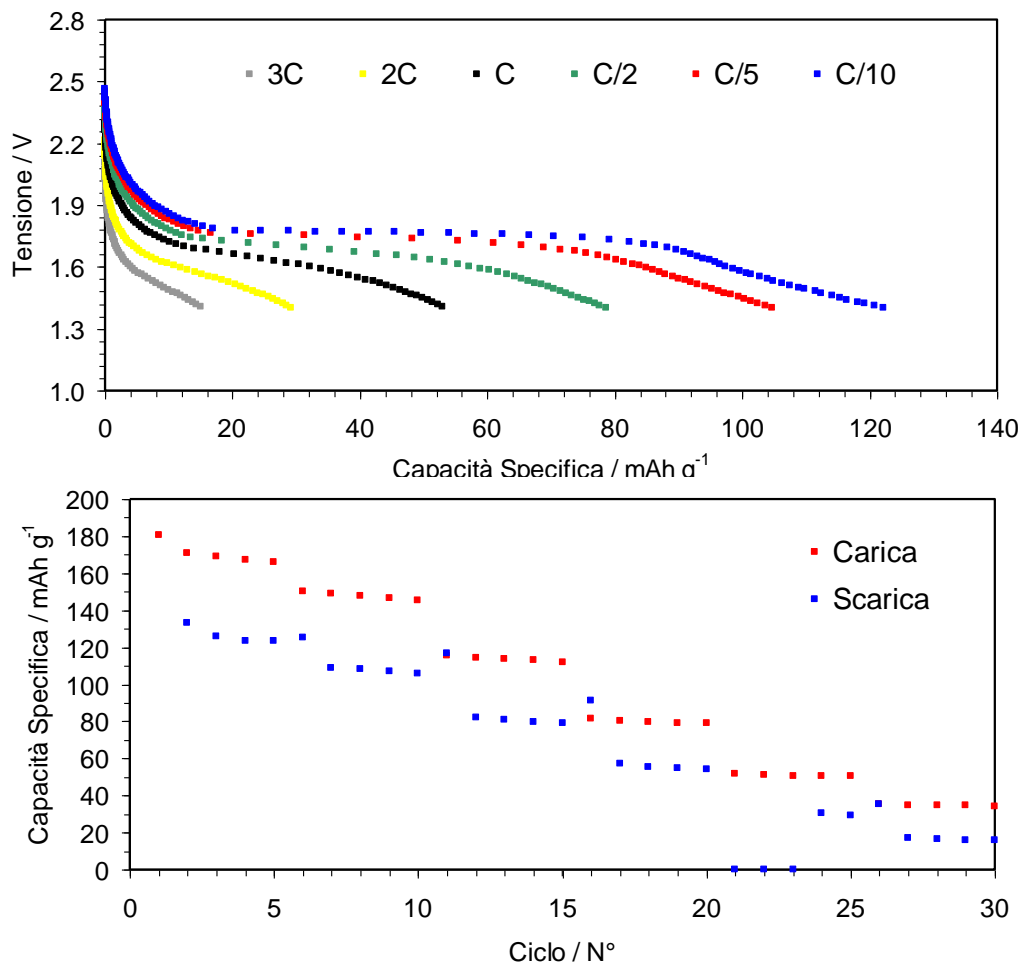 2.8
2.5
2.2
1.9
1.6
1.3
1.0
Tensione / V
3C 2C C C/2 C/5 C/10
0 20 40 60 80 100 120 140
Capacità Specifica / mAh g-1
200
180
160
140
120
100
80
60
40
20
0
Capacità Specifica / mAh g-1
Carica
Scarica
0 5 10 15 20 25 30
Ciclo / N°